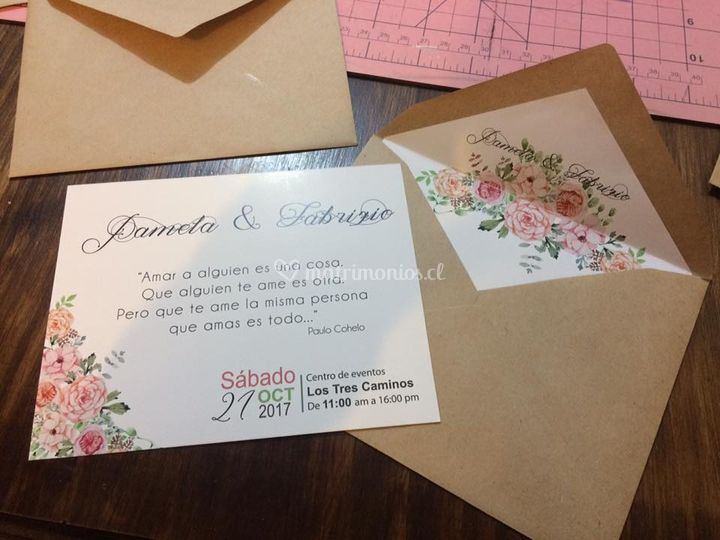 Pamela & Fabrizio
Pamela & Fabrizio
"Amar a alguien es una cosa.
Que alguien te ame es otra.
Pero que te ame la misma persona
que amas es todo..."
Paulo Cohelo
Sábado
21 OCT
2017
Centro de eventos
Los Tres Caminos
De 11:00 am a 16:00 pm
matrimonios.cl
9
10